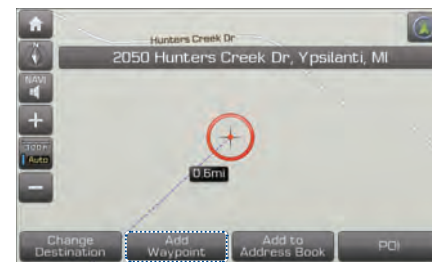 Hunters Creek Dr
2050 Hunters Creek Dr, Ypsilanti, MI
NAVI
Auto
0.6mi
Change
Destination
Add
Waypoint
Add to
Address Book
POI